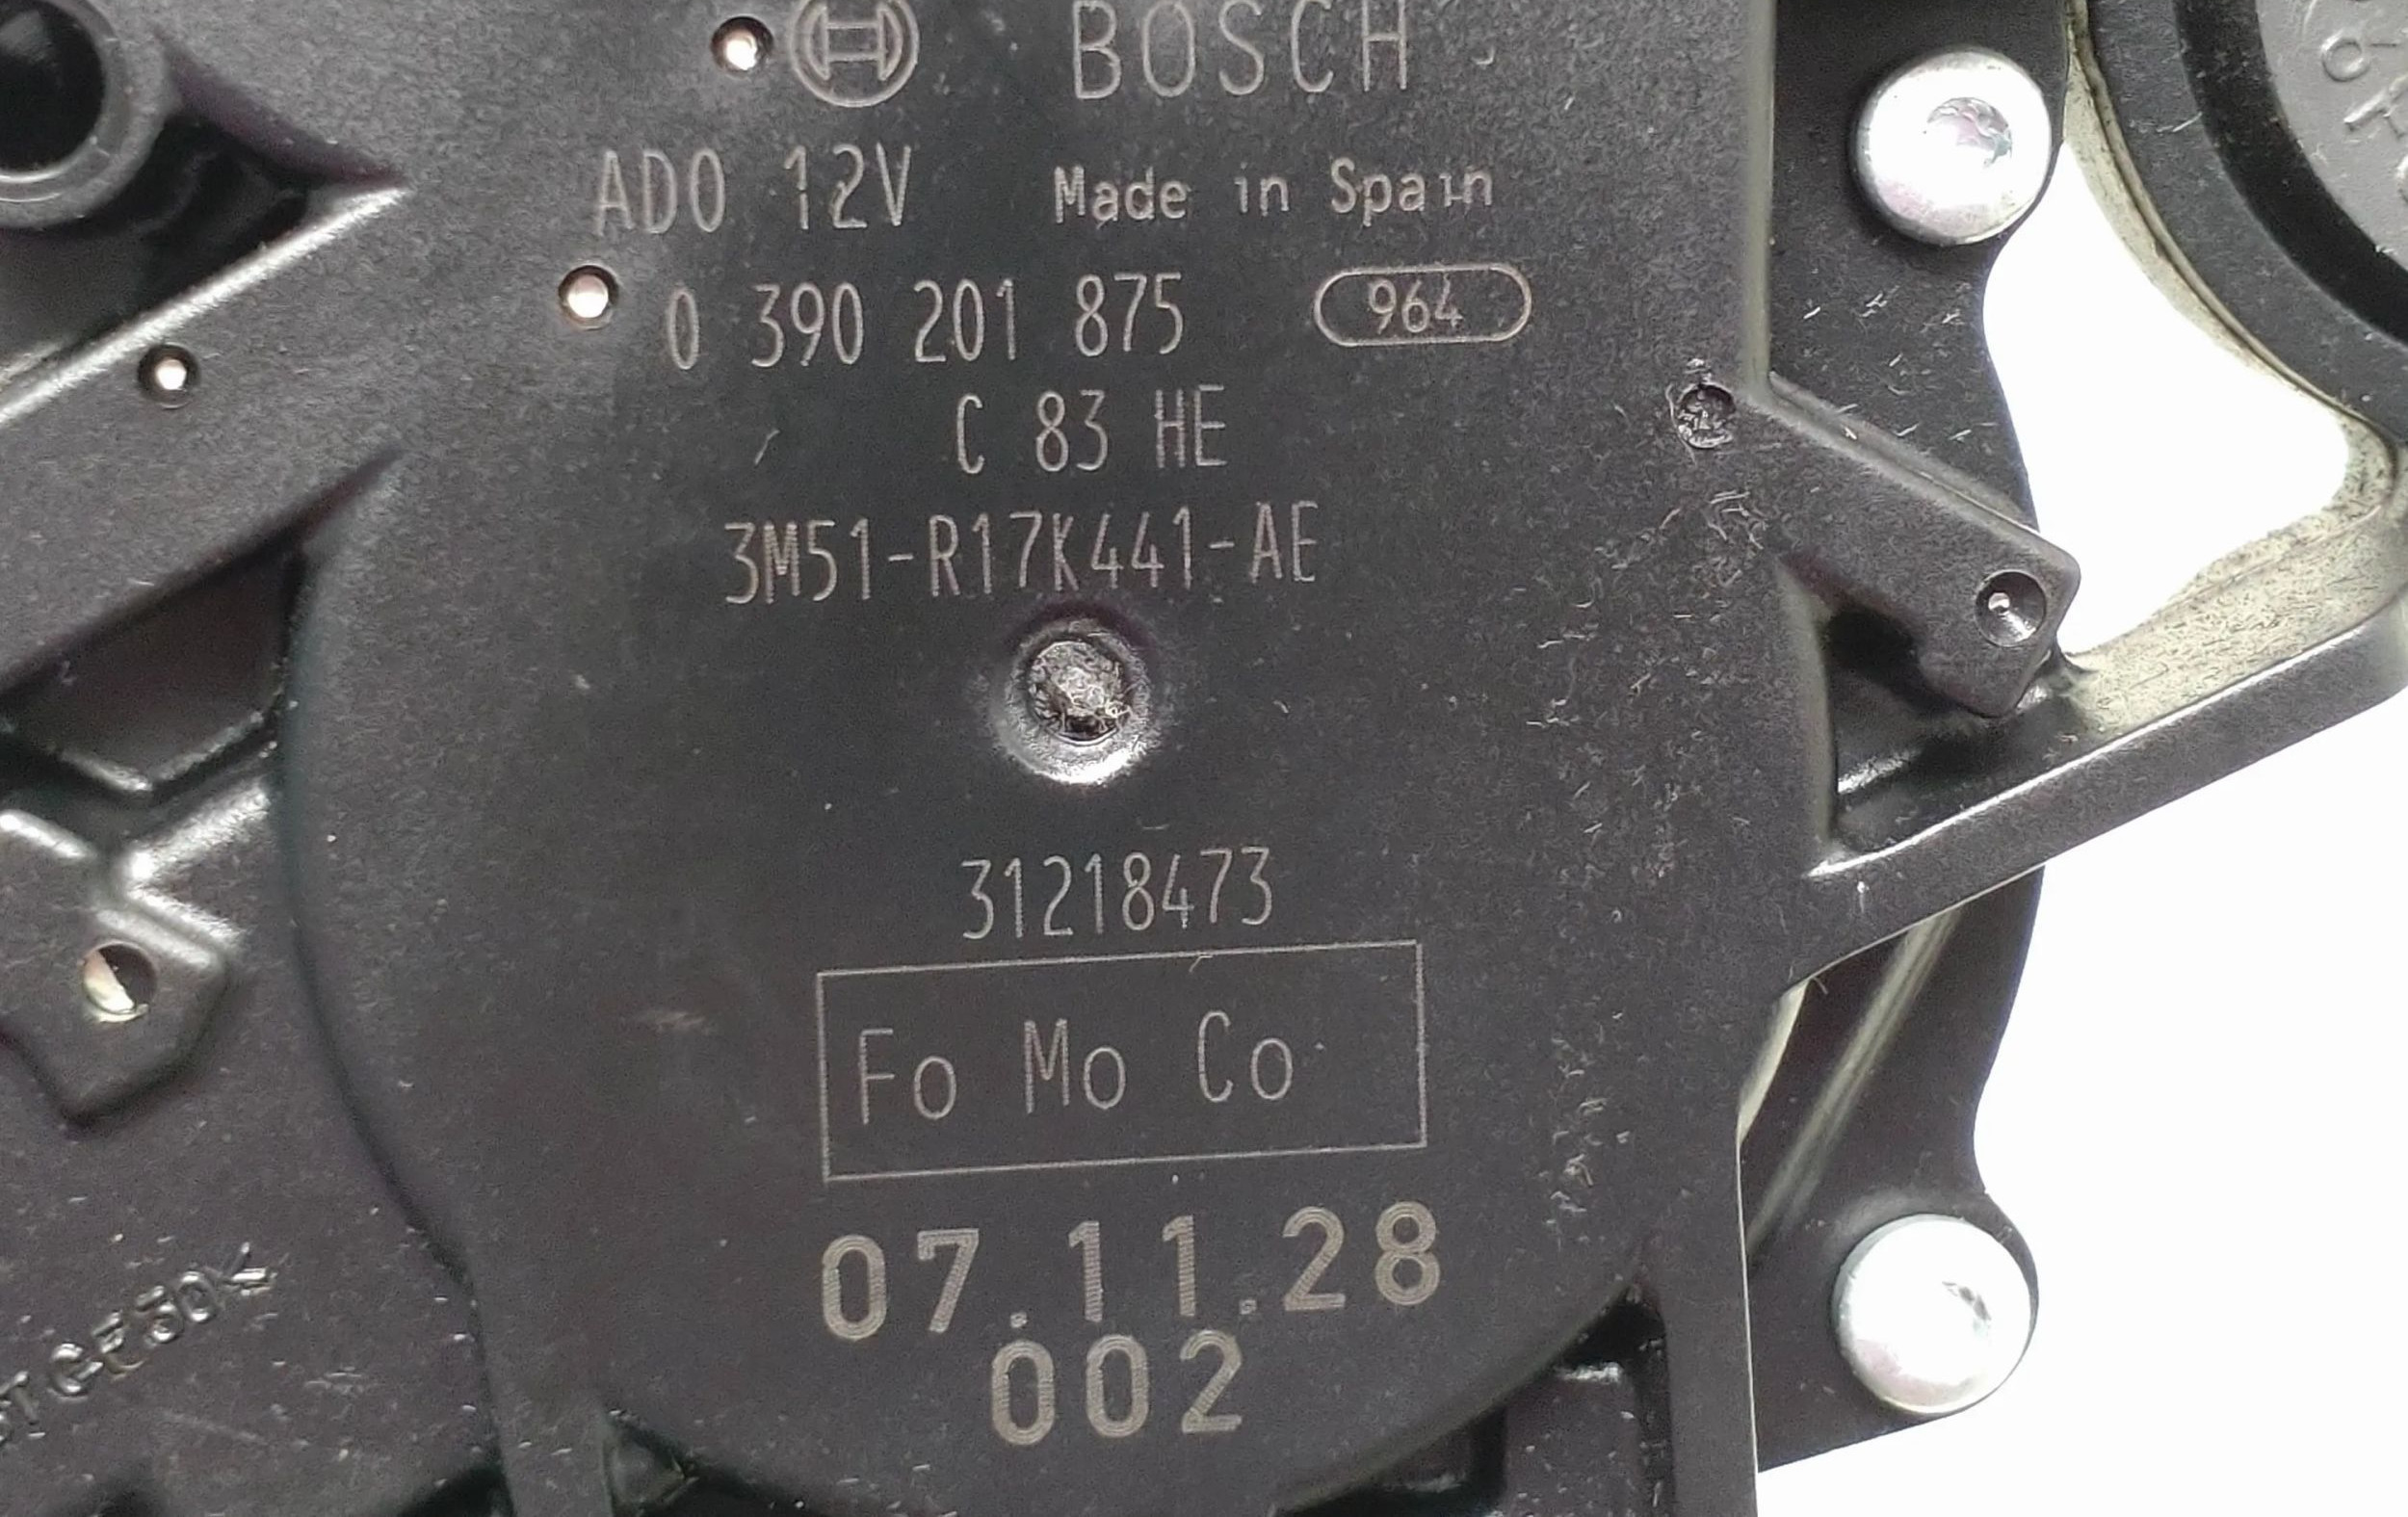 BOSCH
AD0 12V Made in Spain
0 390 201 875 964
C 83 HE
3M51-R17K441-AE
31218473
Fo Mo Co
07.11.28
002